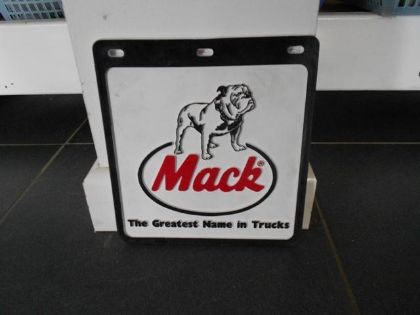 Mack®
The Greatest Name in Trucks